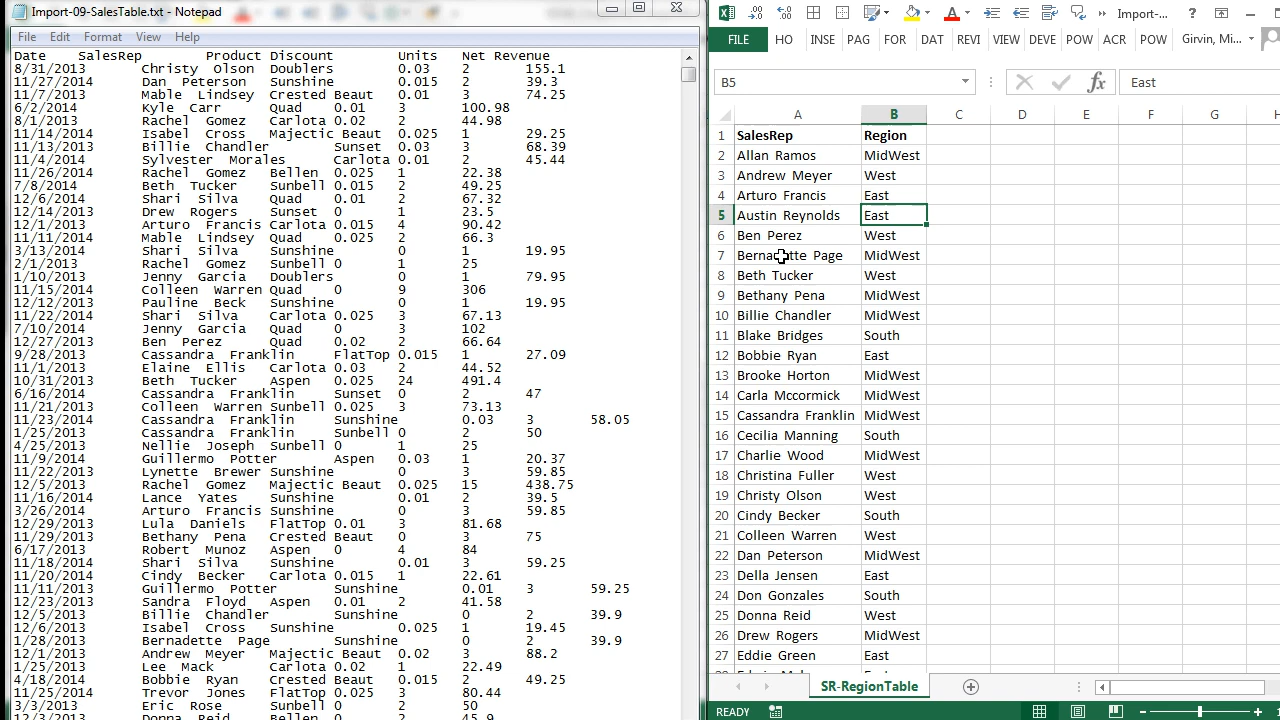 Import-09-SalesTable.txt - Notepad
File Edit Format View Help
Date SalesRep Product Discount Units Net Revenue
8/31/2013 Christy Olson Doublers 0.03 2 155.1
11/27/2014 Dan Peterson Sunshine 0.015 2 39.3
11/7/2013 Mable Lindsey Crested Beaut 0.01 3 74.25
6/2/2014 Kyle Carr Quad 0.01 3 100.98
8/1/2013 Rachel Gomez Carlota 0.02 2 44.98
11/14/2013 Isabel Cross Majectic Beaut 0.025 1 29.25
11/13/2013 Billie Chandler Sunset 0.03 3 68.39
11/4/2014 Sylvester Morales Carlota 0.01 2 45.44
11/26/2014 Rachel Gomez Bellen 0.025 1 22.38
7/8/2014 Beth Tucker Sunbell 0.015 2 49.25
12/6/2014 Shari Silva Quad 0.01 2 67.32
12/14/2013 Drew Rogers Sunset 0 1 23.5
12/1/2013 Arturo Francis Carlota 0.015 4 90.42
11/11/2014 Mable Lindsey Quad 0.025 2 66.3
3/13/2014 Shari Silva Sunshine 0 1 19.95
2/1/2013 Rachel Gomez Sunbell 0 1 25
1/10/2013 Jenny Garcia Doublers 0 1 79.95
11/15/2014 Colleen Warren Quad 0 9 306
12/12/2013 Pauline Beck Sunshine 0 1 19.95
11/22/2014 Shari Silva Carlota 0.025 3 67.13
7/10/2014 Jenny Garcia Quad 0 3 102
12/27/2013 Ben Perez Quad 0.02 2 66.64
9/28/2013 Cassandra Franklin FlatTop 0.015 1 27.09
11/1/2013 Elaine Ellis Carlota 0.03 2 44.52
10/31/2013 Beth Tucker Aspen 0.025 24 491.4
6/16/2014 Cassandra Franklin Sunset 0 2 47
11/21/2013 Colleen Warren Sunbell 0.025 3 73.13
11/23/2014 Cassandra Franklin Sunshine 0.03 3 58.05
1/25/2013 Cassandra Franklin Sunbell 0 2 50
4/25/2013 Nellie Joseph Sunbell 0 1 25
11/9/2014 Guillermo Potter Aspen 0.03 1 20.37
11/22/2013 Lynette Brewer Sunshine 0 3 59.85
12/5/2013 Rachel Gomez Majectic Beaut 0.025 15 438.75
11/16/2014 Lance Yates Sunshine 0.01 2 39.5
3/26/2014 Arturo Francis Sunshine 0 3 59.85
12/29/2013 Lula Daniels FlatTop 0.01 3 81.68
11/29/2013 Bethany Pena Crested Beaut 0 3 75
6/17/2013 Robert Munoz Aspen 0 4 84
11/18/2014 Shari Silva Sunshine 0.01 3 59.25
11/20/2014 Cindy Becker Carlota 0.015 1 22.61
11/11/2013 Guillermo Potter Sunshine 0.01 3 59.25
12/23/2013 Sandra Floyd Aspen 0.01 2 41.58
12/5/2013 Billie Chandler Sunshine 0 2 39.9
12/6/2013 Isabel Cross Sunshine 0.025 1 19.45
1/28/2013 Bernadette Page Sunshine 0 2 39.9
12/1/2013 Andrew Meyer Majectic Beaut 0.02 3 88.2
1/25/2013 Lee Mack Carlota 0.02 1 22.49
4/18/2013 Bobbie Ryan Crested Beaut 0.015 2 49.25
11/25/2014 Trevor Jones FlatTop 0.025 3 80.44
3/3/2013 Eric Rose Sunbell 0 2 50
Donna Reid Bellen 0 2 45.9
Import-... ?
FILE HO INSE PAG FOR DAT REVI VIEW DEVE POW ACR POW Girvin, Mi...
B5 fx East
A B C D E F G H
1 SalesRep Region
2 Allan Ramos MidWest
3 Andrew Meyer West
4 Arturo Francis East
5 Austin Reynolds East
6 Ben Perez West
7 Bernadette Page MidWest
8 Beth Tucker West
9 Bethany Pena MidWest
10 Billie Chandler MidWest
11 Blake Bridges South
12 Bobbie Ryan East
13 Brooke Horton MidWest
14 Carla Mccormick MidWest
15 Cassandra Franklin MidWest
16 Cecilia Manning South
17 Charlie Wood MidWest
18 Christina Fuller West
19 Christy Olson West
20 Cindy Becker South
21 Colleen Warren West
22 Dan Peterson MidWest
23 Della Jensen East
24 Don Gonzales South
25 Donna Reid West
26 Drew Rogers MidWest
27 Eddie Green East
SR-RegionTable
READY